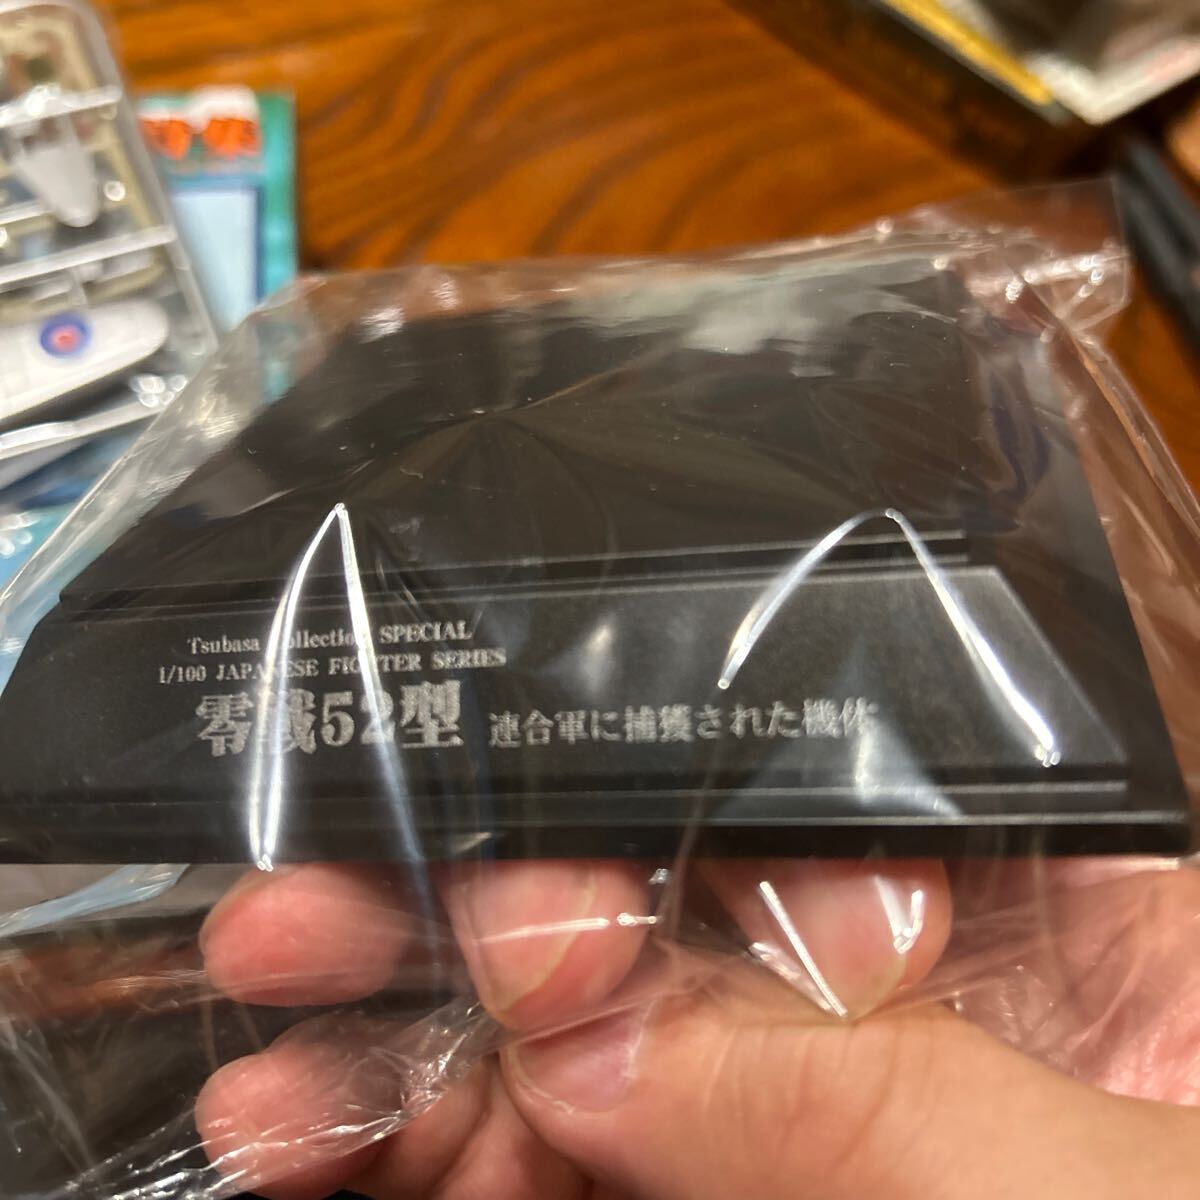 Tsubasa Collection SPECIAL
1/100 JAPANESE FIGHTER SERIES
零戦52型 連合軍に捕獲された機体